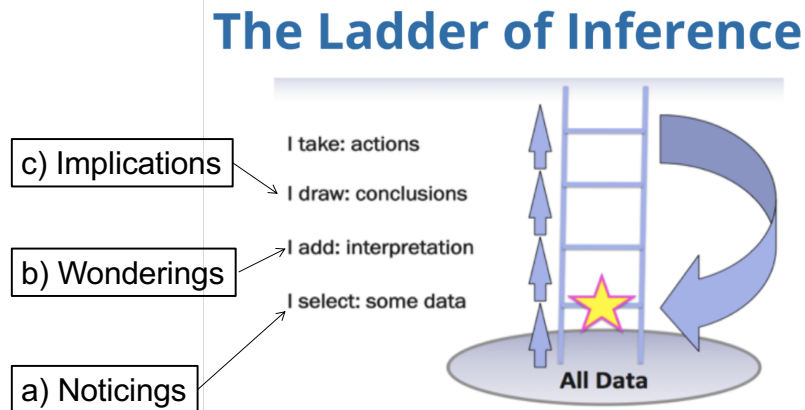 The Ladder of Inference
I take: actions
c) Implications
I draw: conclusions
I add: interpretation
b) Wonderings
I select: some data
All Data
a) Noticings